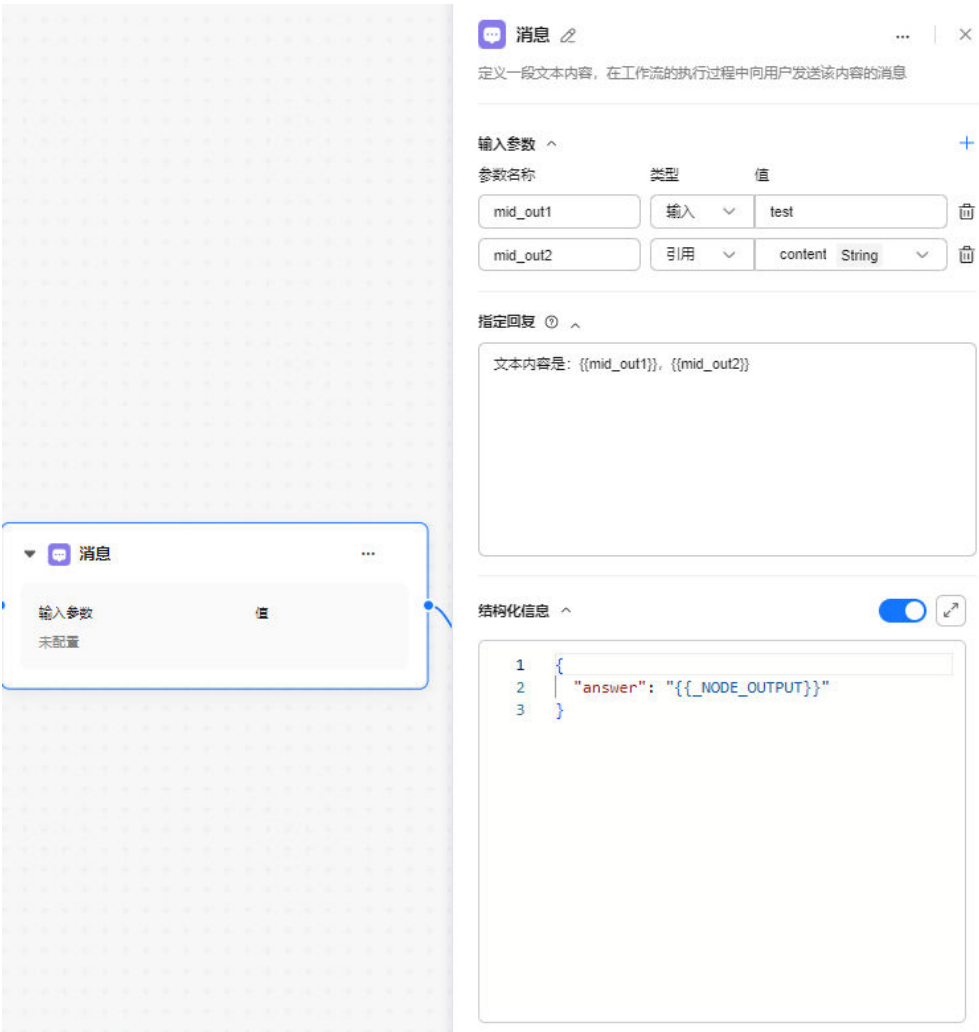 消息
定义一段文本内容，在工作流的执行过程中向用户发送该内容的消息
输入参数
参数名称 类型 值
mid_out1 输入 test
mid_out2 引用 content String
指定回复
文本内容是：{{mid_out1}}，{{mid_out2}}
消息
输入参数 值
未配置
结构化信息
1 {
2 "answer": "{{_NODE_OUTPUT}}"
3 }